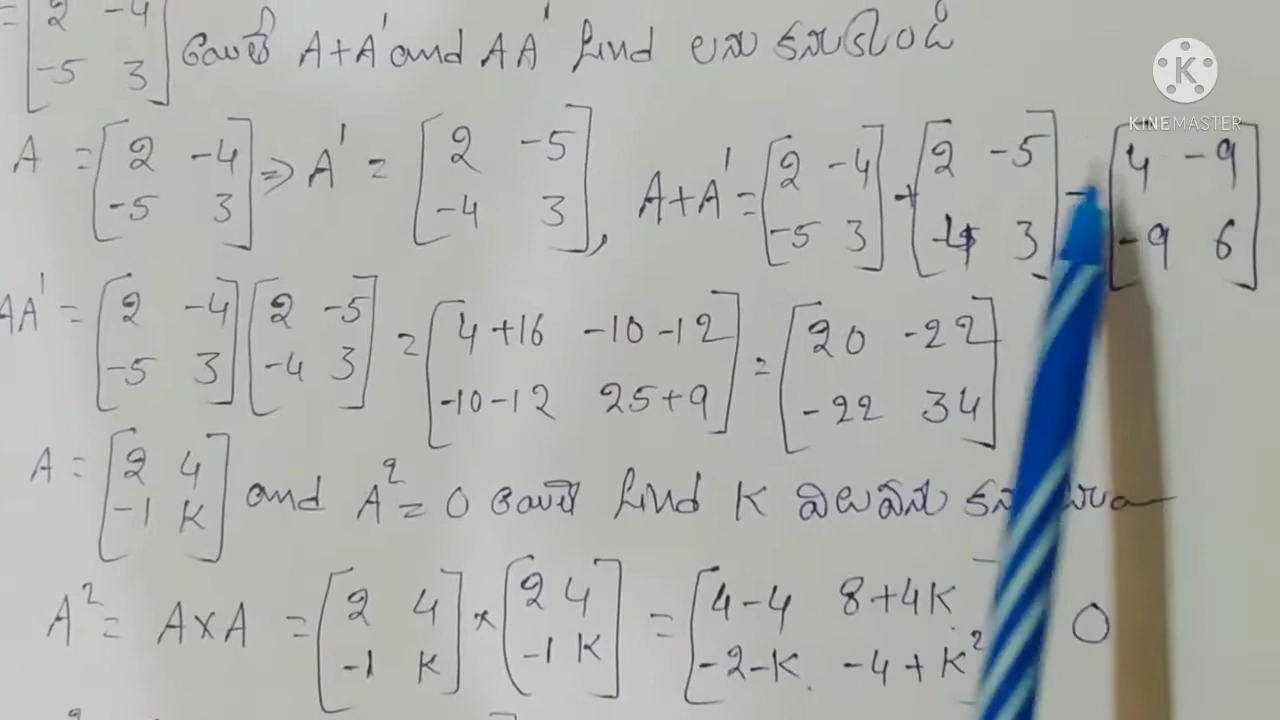 = [2 -4
-5 3] అయితే A+A' and AA' find లను కనుక్కోండి
A = [2 -4
-5 3] => A' = [2 -5
-4 3], A+A' = [2 -4
-5 3] + [2 -5
-4 3] = [4 -9
-9 6]
AA' = [2 -4
-5 3] [2 -5
-4 3] = [4+16 -10-12
-10-12 25+9] = [20 -22
-22 34]
A = [2 4
-1 K] and A² = 0 అయితే find K విలువను
A² = A×A = [2 4
-1 K] × [2 4
-1 K] = [4-4 8+4K
-2-K -4+K² 0
KINEMASTER